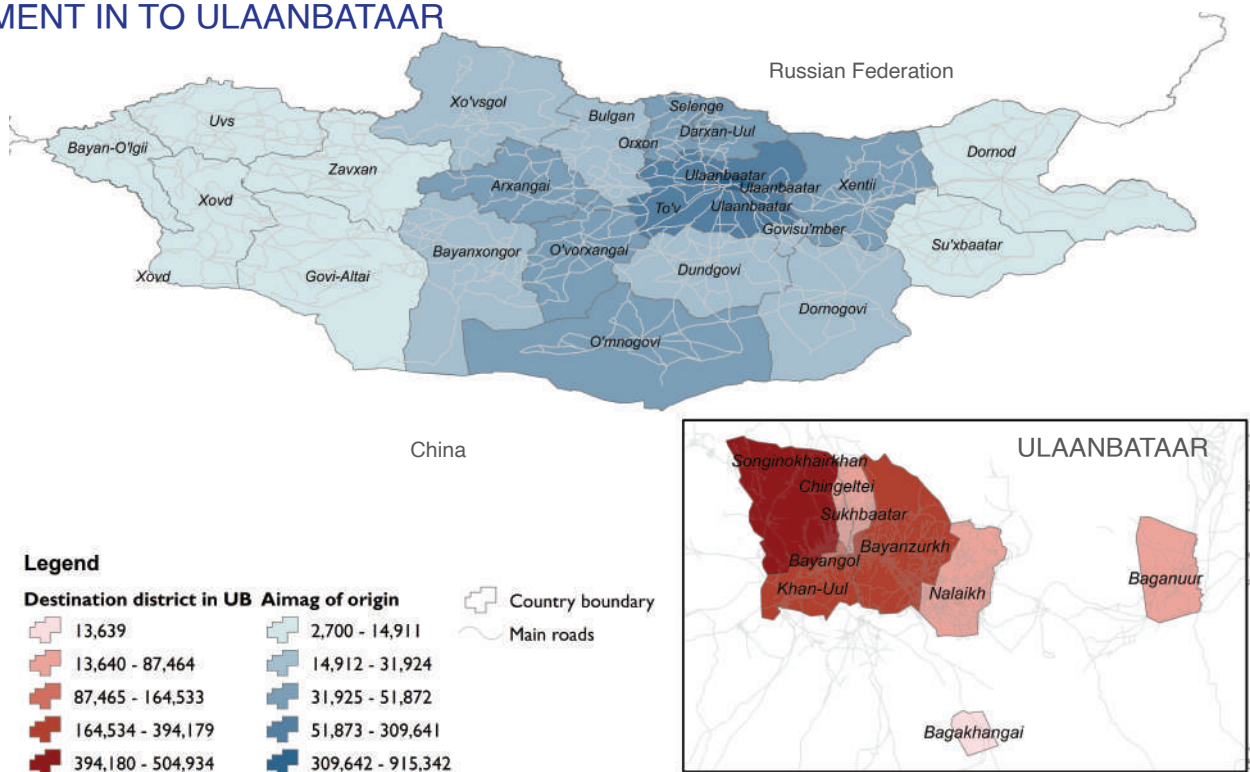 MENT IN TO ULAANBATAAR
Russian Federation
Xo'vsgol
Selenge
Bulgan
Uvs
Darxan-Uul
Orxon
Bayan-O'lgii
Dornod
Zavxan
Ulaanbaatar
Arxangai
Ulaanbaatar
Xentii
Xovd
To'v
Ulaanbaatar
Govisu'mber
Su'xbaatar
Bayanxongor
O'vorxangai
Dundgovi
Xovd
Govi-Altai
Dornogovi
O'mnogovi
China
ULAANBATAAR
Songinokhairkhan
Chingeltei
Sukhbaatar
Bayanzurkh
Bayangol
Khan-Uul
Nalaikh
Baganuur
Bagakhangai
Legend
Destination district in UB
13,639
13,640 - 87,464
87,465 - 164,533
164,534 - 394,179
394,180 - 504,934
Aimag of origin
2,700 - 14,911
14,912 - 31,924
31,925 - 51,872
51,873 - 309,641
309,642 - 915,342
Country boundary
Main roads